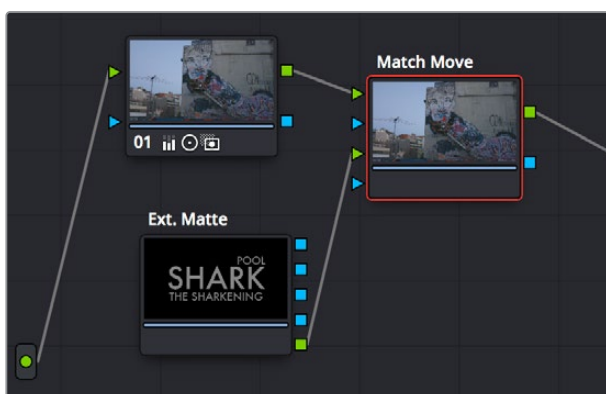 Match Move
01
Ext. Matte
POOL
SHARK
THE SHARKENING